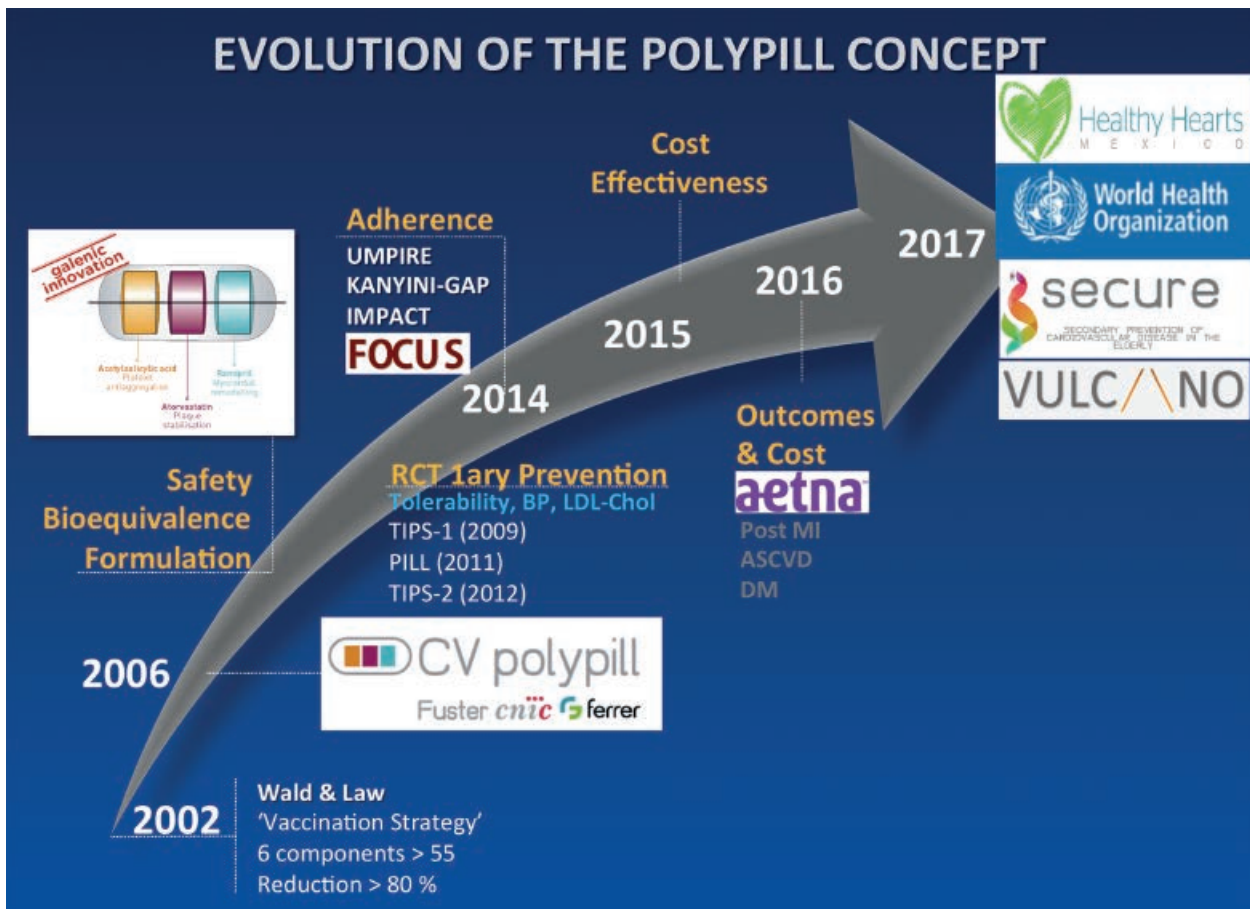 EVOLUTION OF THE POLYPILL CONCEPT
Healthy Hearts
MEXICO
World Health
Organization
secure
SECONDARY PREVENTION OF
CARDIOVASCULAR DISEASE IN THE
ELDERLY
VULC/\NO
2017
Cost
Effectiveness
2016
2015
Adherence
UMPIRE
KANYINI-GAP
IMPACT
FOCUS
2014
galenic
innovation
Acetylsalicylic acid
Platelet
antiaggregation
Ramipril
Myocardial
remodelling
Atorvastatin
Plaque
stabilisation
Safety
Bioequivalence
Formulation
RCT 1ary Prevention
Tolerability, BP, LDL-Chol
TIPS-1 (2009)
PILL (2011)
TIPS-2 (2012)
Outcomes
& Cost
aetna
Post MI
ASCVD
DM
2006
CV polypill
Fuster cnic ferrer
2002
Wald & Law
'Vaccination Strategy'
6 components > 55
Reduction > 80 %